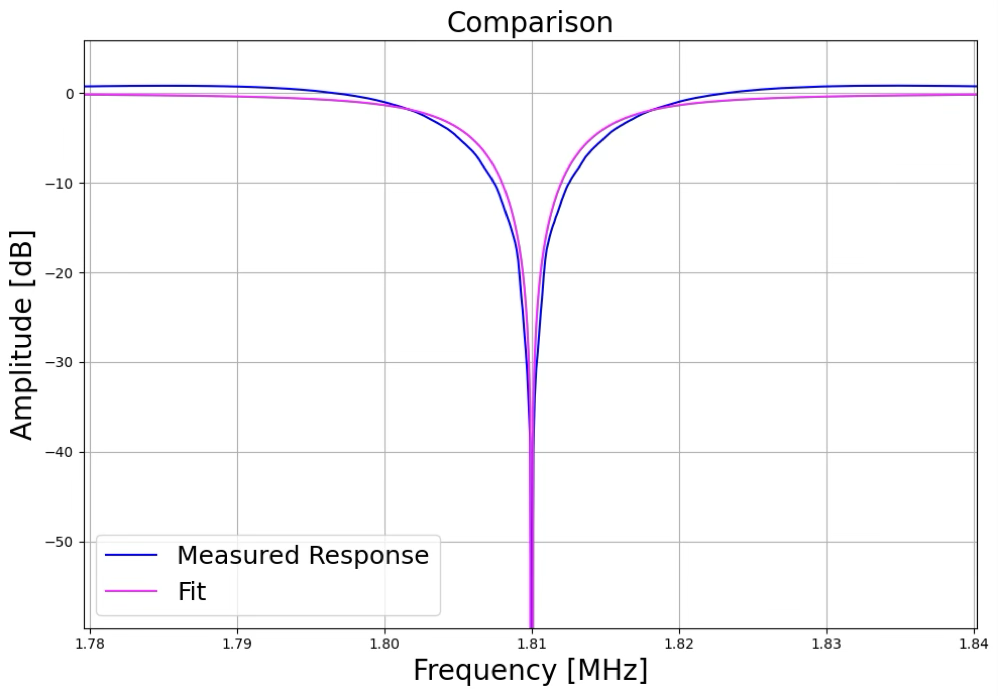 Comparison
Amplitude [dB]
0
−10
−20
−30
−40
−50
Measured Response
Fit
1.78 1.79 1.80 1.81 1.82 1.83 1.84
Frequency [MHz]